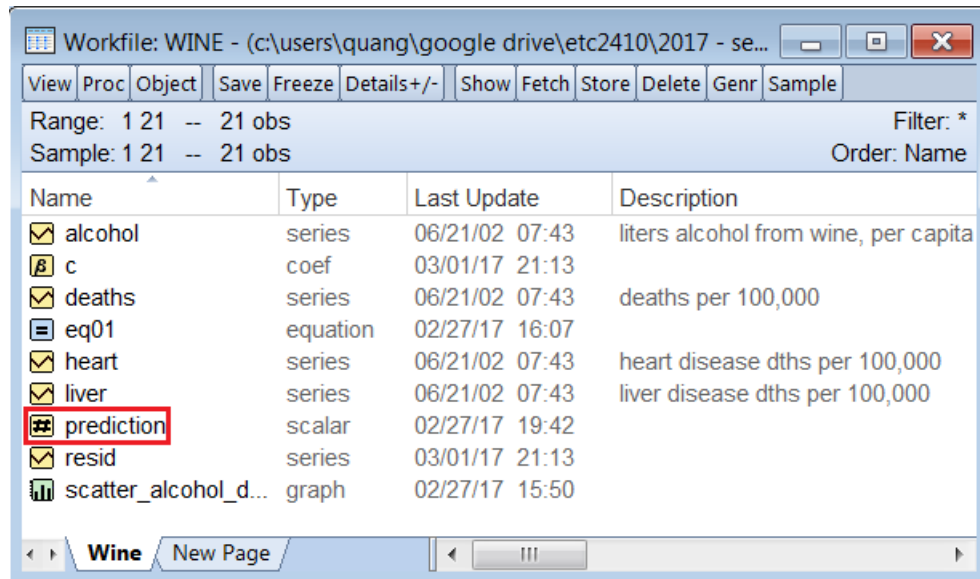 Workfile: WINE - (c:\users\quang\google drive\etc2410\2017 - se...
View Proc Object Save Freeze Details+/- Show Fetch Store Delete Genr Sample
Range: 1 21 -- 21 obs Filter: *
Sample: 1 21 -- 21 obs Order: Name
Name Type Last Update Description
alcohol series 06/21/02 07:43 liters alcohol from wine, per capita
β c coef 03/01/17 21:13
deaths series 06/21/02 07:43 deaths per 100,000
= eq01 equation 02/27/17 16:07
heart series 06/21/02 07:43 heart disease dths per 100,000
liver series 06/21/02 07:43 liver disease dths per 100,000
# prediction scalar 02/27/17 19:42
resid series 03/01/17 21:13
scatter_alcohol_d... graph 02/27/17 15:50
Wine New Page